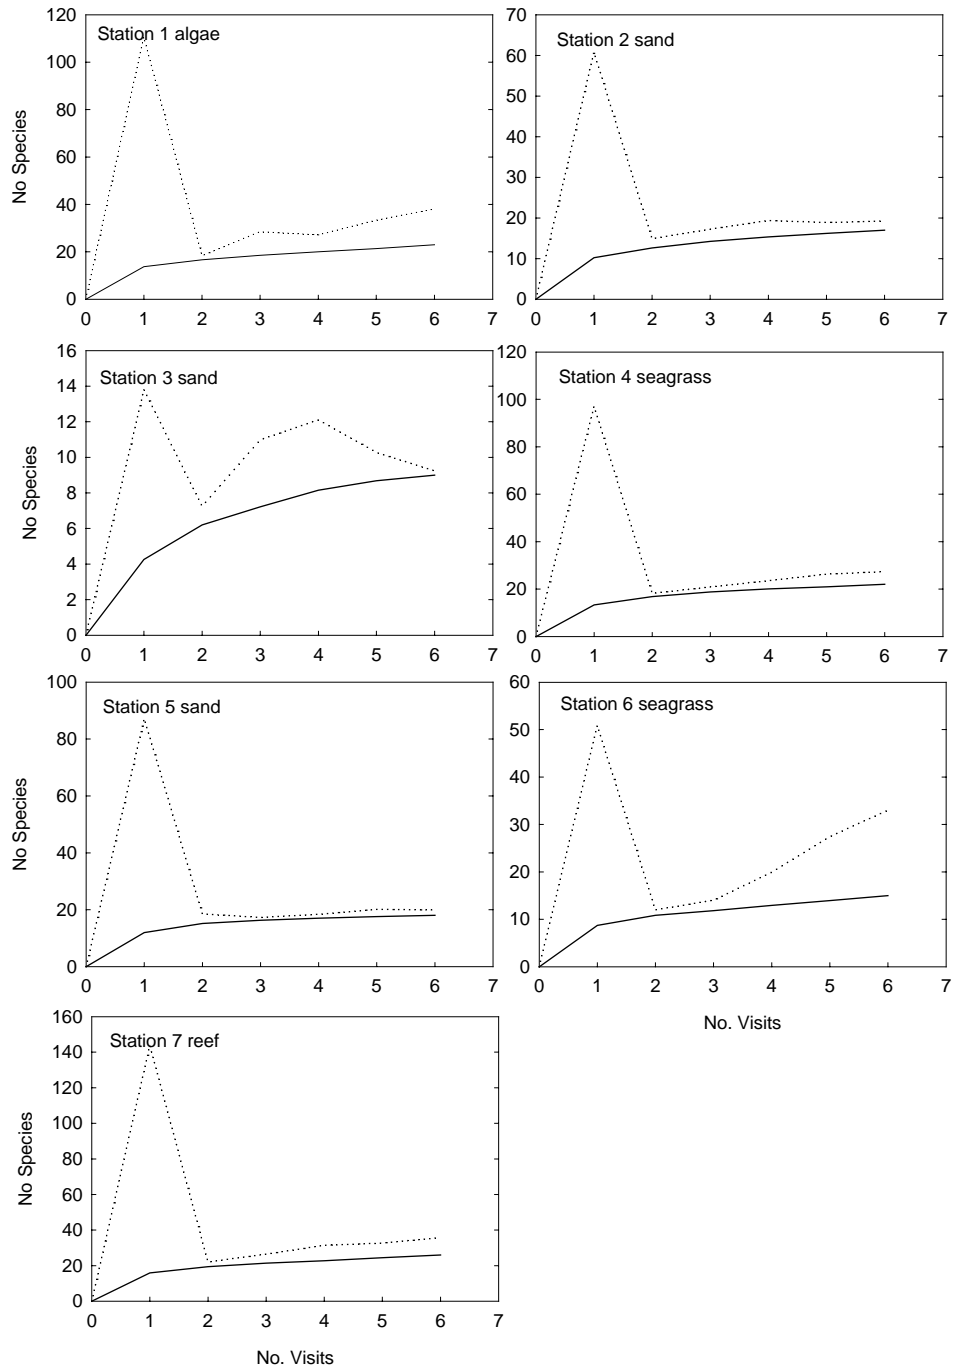 120
100
80
60
40
20
0
No Species
Station 1 algae
0 1 2 3 4 5 6 7
70
60
50
40
30
20
10
0
Station 2 sand
0 1 2 3 4 5 6 7
16
14
12
10
8
6
4
2
0
No Species
Station 3 sand
0 1 2 3 4 5 6 7
120
100
80
60
40
20
0
Station 4 seagrass
0 1 2 3 4 5 6 7
100
80
60
40
20
0
No Species
Station 5 sand
0 1 2 3 4 5 6 7
60
50
40
30
20
10
0
Station 6 seagrass
0 1 2 3 4 5 6 7
No. Visits
160
140
120
100
80
60
40
20
0
No Species
Station 7 reef
0 1 2 3 4 5 6 7
No. Visits